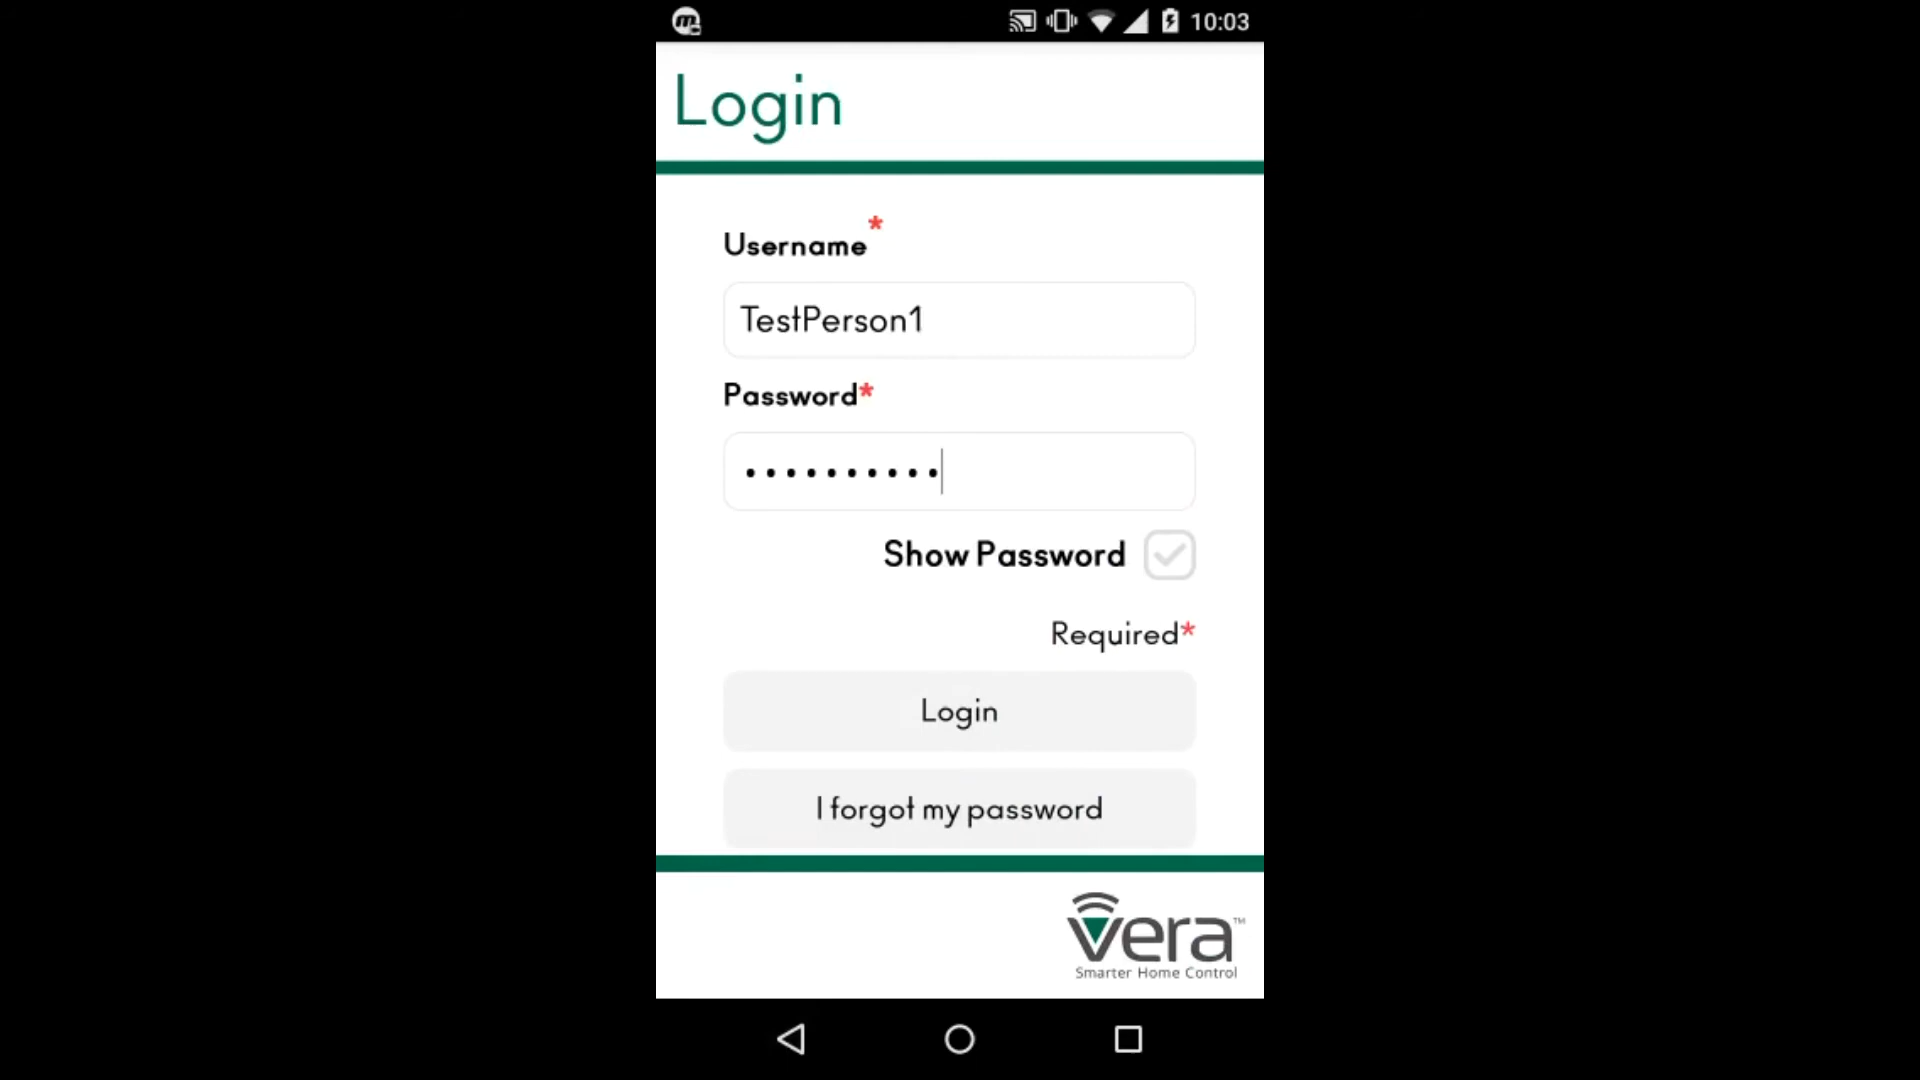 10:03
Login
Username*
TestPerson1
Password*
••••••••••
Show Password
Required*
Login
I forgot my password
vera™
Smarter Home Control